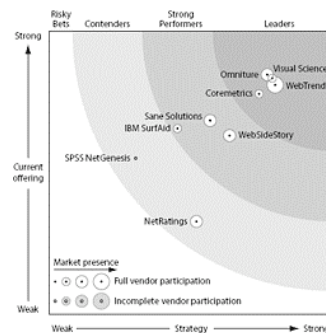 Risky Bets
Contenders
Strong Performers
Leaders
Strong
Visual Science
Omniture
WebTrend
Coremetrics
Sane Solutions
IBM SurfAid
WebSideStory
SPSS NetGenesis
Current offering
NetRatings
Market presence
Full vendor participation
Incomplete vendor participation
Weak
Weak
Strategy
Stron